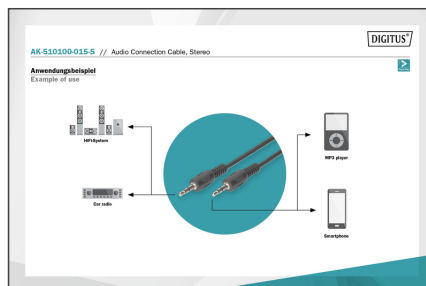 DIGITUS®
AK-510100-015-S // Audio Connection Cable, Stereo
Anwendungsbeispiel
Example of use
HiFi-System
MP3 player
Car radio
Smartphone